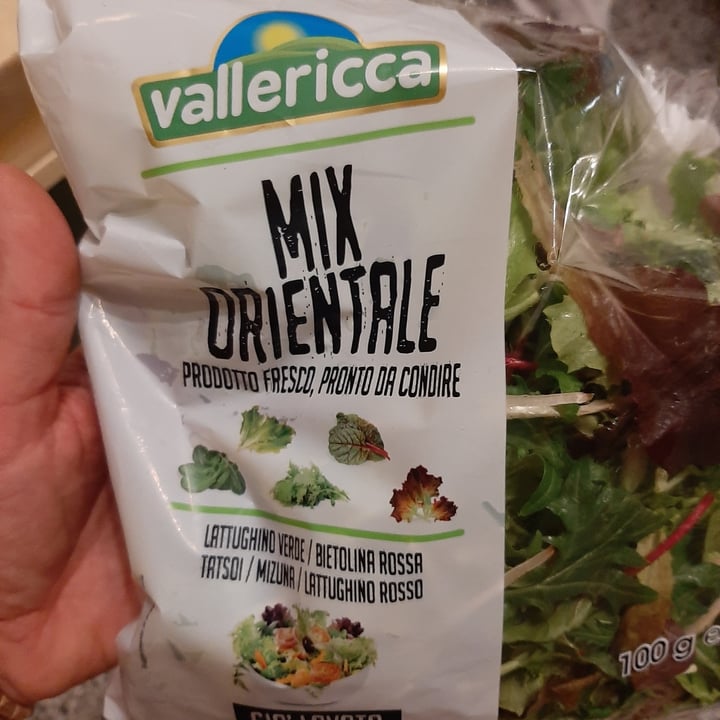 vallericca
MIX
ORIENTALE
PRODOTTO FRESCO, PRONTO DA CONDIRE
LATTUGHINO VERDE / BIETOLINA ROSSA
TATSOI / MIZUNA / LATTUGHINO ROSSO
100 g e